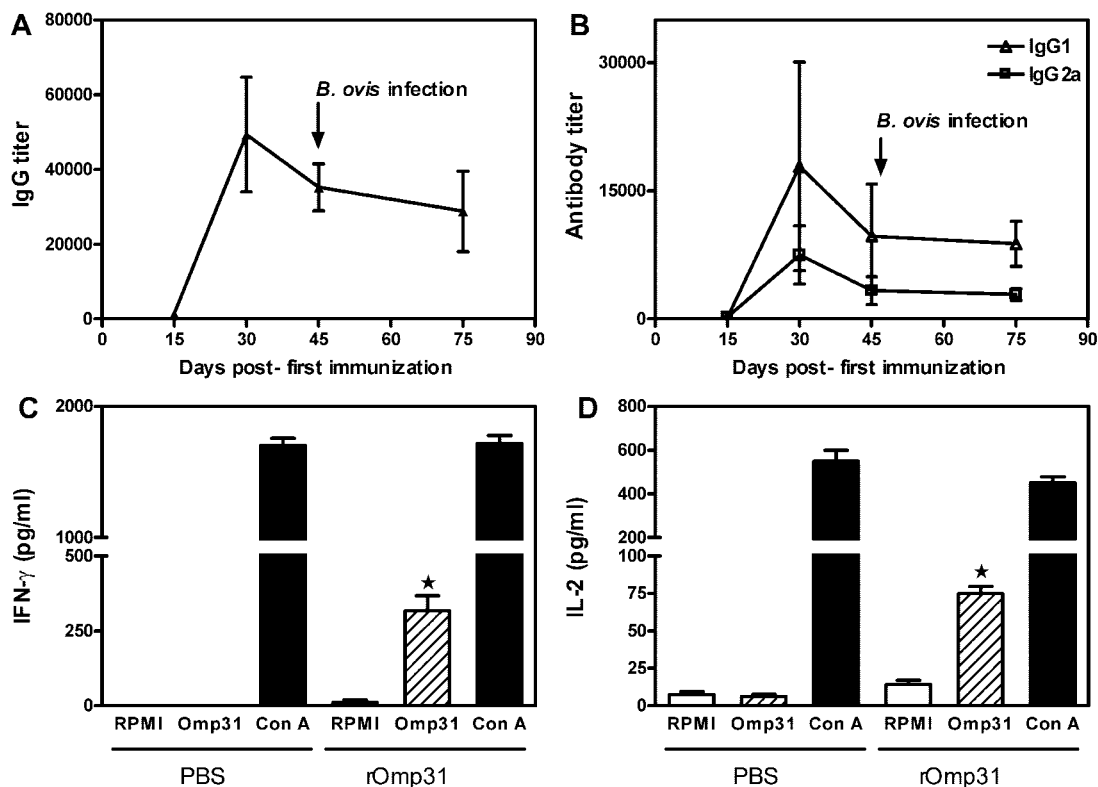 A
80000
60000
40000
20000
0
IgG titer
B. ovis infection
0 15 30 45 60 75 90
Days post- first immunization
B
30000
15000
0
Antibody titer
IgG1
IgG2a
B. ovis infection
0 15 30 45 60 75 90
Days post- first immunization
C
2000
1000
500
250
0
IFN-γ (pg/ml)
★
RPMI Omp31 Con A RPMI Omp31 Con A
PBS rOmp31
D
800
600
400
200
100
75
50
25
0
IL-2 (pg/ml)
★
RPMI Omp31 Con A RPMI Omp31 Con A
PBS rOmp31